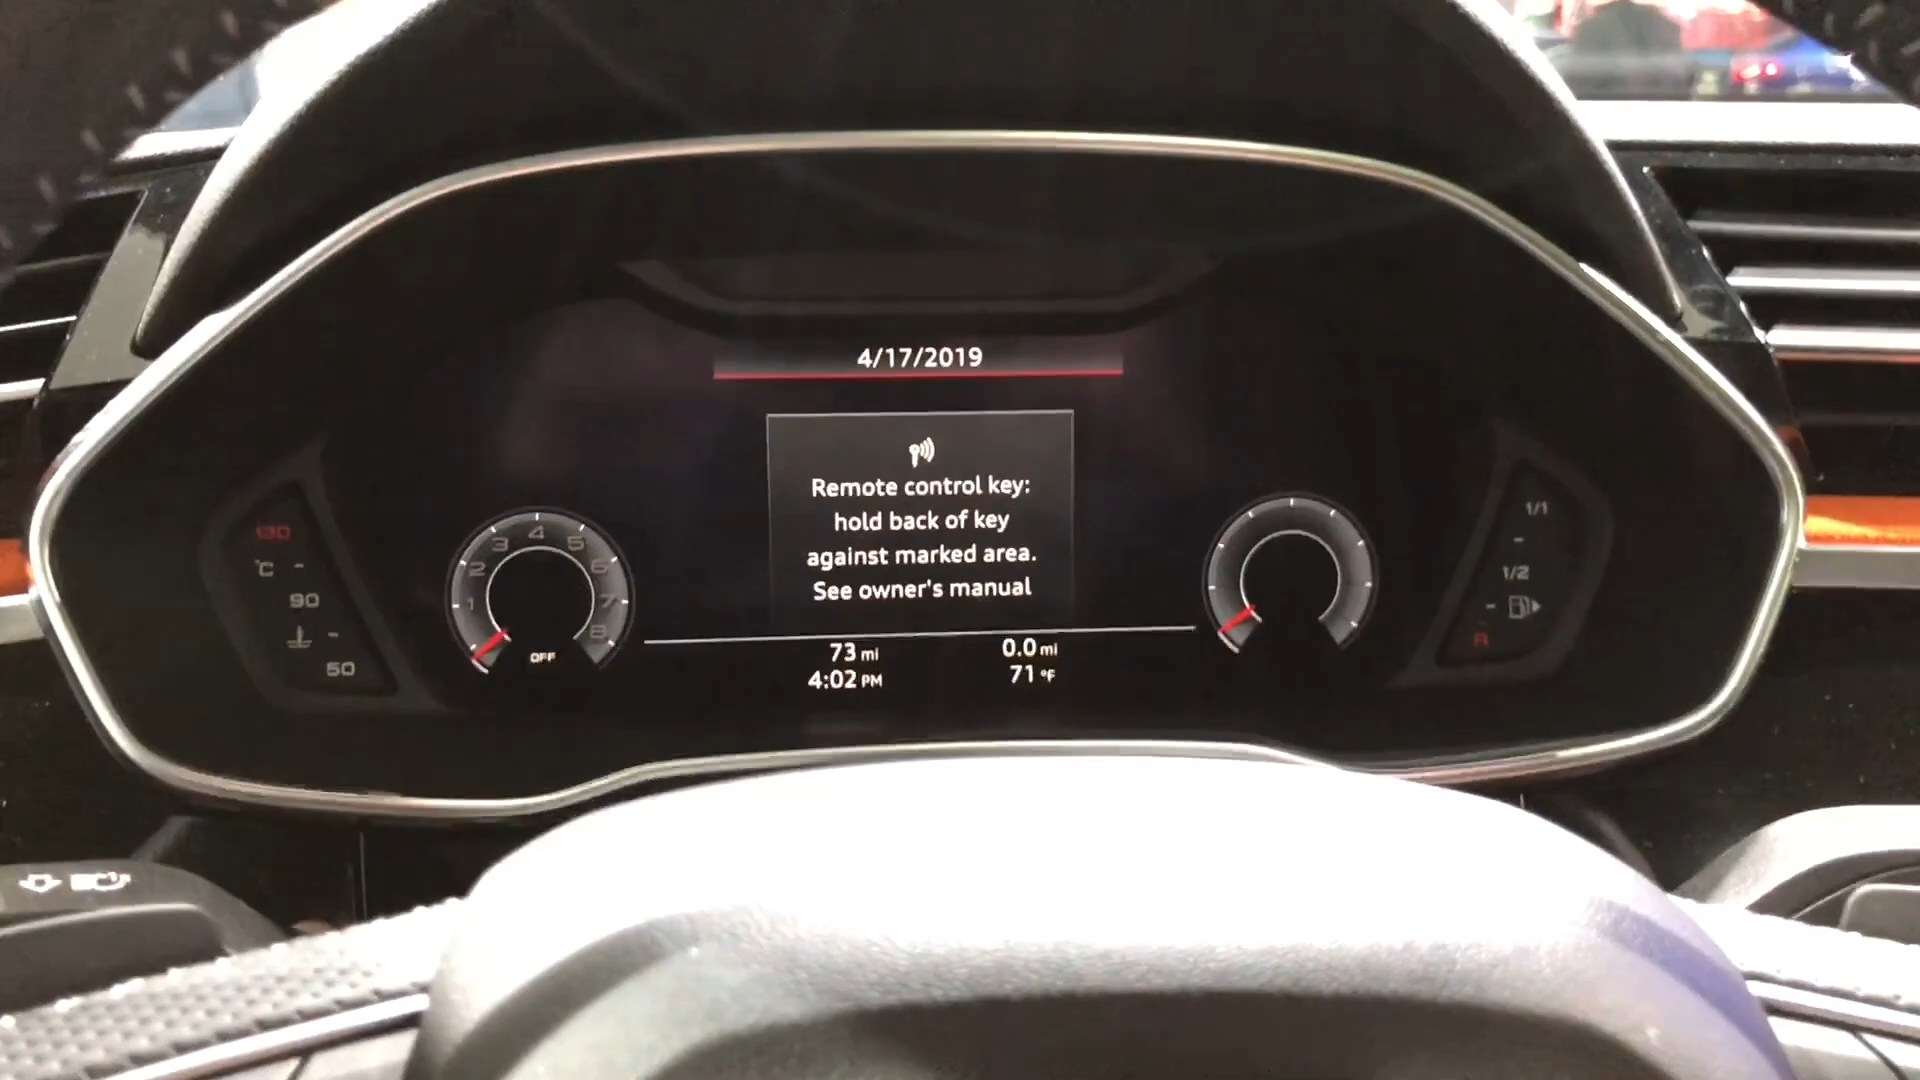 4/17/2019
Remote control key:
hold back of key
against marked area.
See owner's manual
130
°C
90
50
1
2
3
4
5
6
7
8
OFF
73 mi
0.0 mi
4:02 PM
71 °F
1/1
1/2
R